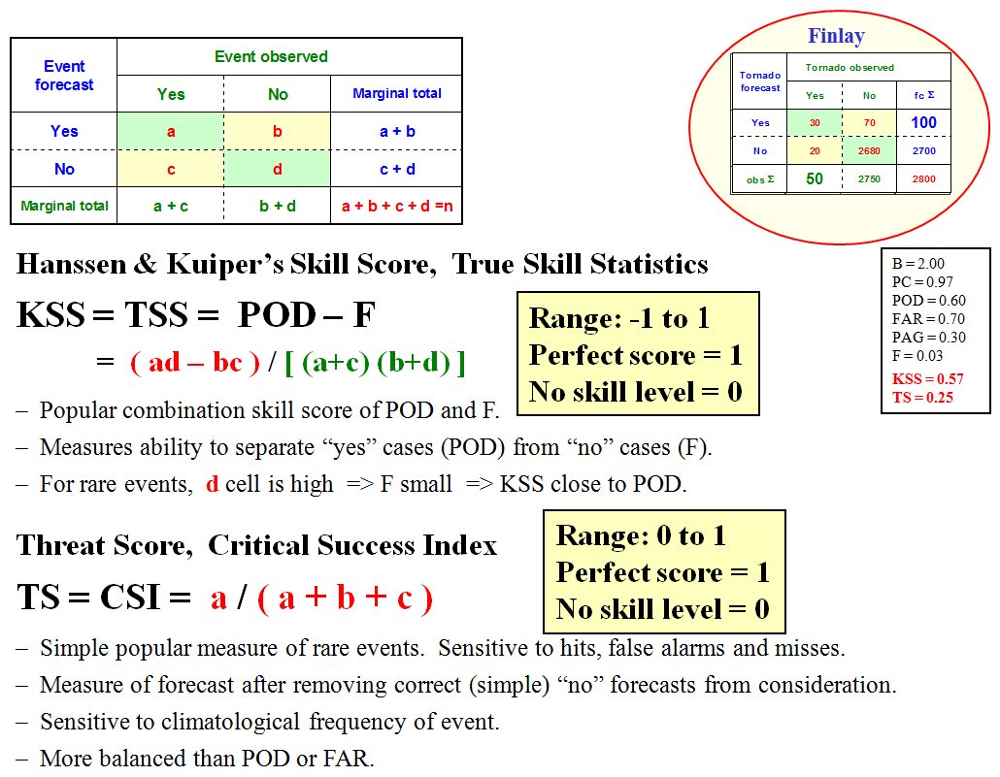 Event forecast
Event observed
Yes
No
Marginal total
Yes
a
b
a + b
No
c
d
c + d
Marginal total
a + c
b + d
a + b + c + d =n
Finlay
Tornado forecast
Tornado observed
Yes
No
fc Σ
Yes
30
70
100
No
20
2680
2700
obs Σ
50
2750
2800
Hanssen & Kuiper’s Skill Score, True Skill Statistics
KSS = TSS = POD – F
= ( ad – bc ) / [ (a+c) (b+d) ]
Range: -1 to 1
Perfect score = 1
No skill level = 0
B = 2.00
PC = 0.97
POD = 0.60
FAR = 0.70
PAG = 0.30
F = 0.03
KSS = 0.57
TS = 0.25
– Popular combination skill score of POD and F.
– Measures ability to separate “yes” cases (POD) from “no” cases (F).
– For rare events, d cell is high => F small => KSS close to POD.
Threat Score, Critical Success Index
TS = CSI = a / ( a + b + c )
Range: 0 to 1
Perfect score = 1
No skill level = 0
– Simple popular measure of rare events. Sensitive to hits, false alarms and misses.
– Measure of forecast after removing correct (simple) “no” forecasts from consideration.
– Sensitive to climatological frequency of event.
– More balanced than POD or FAR.